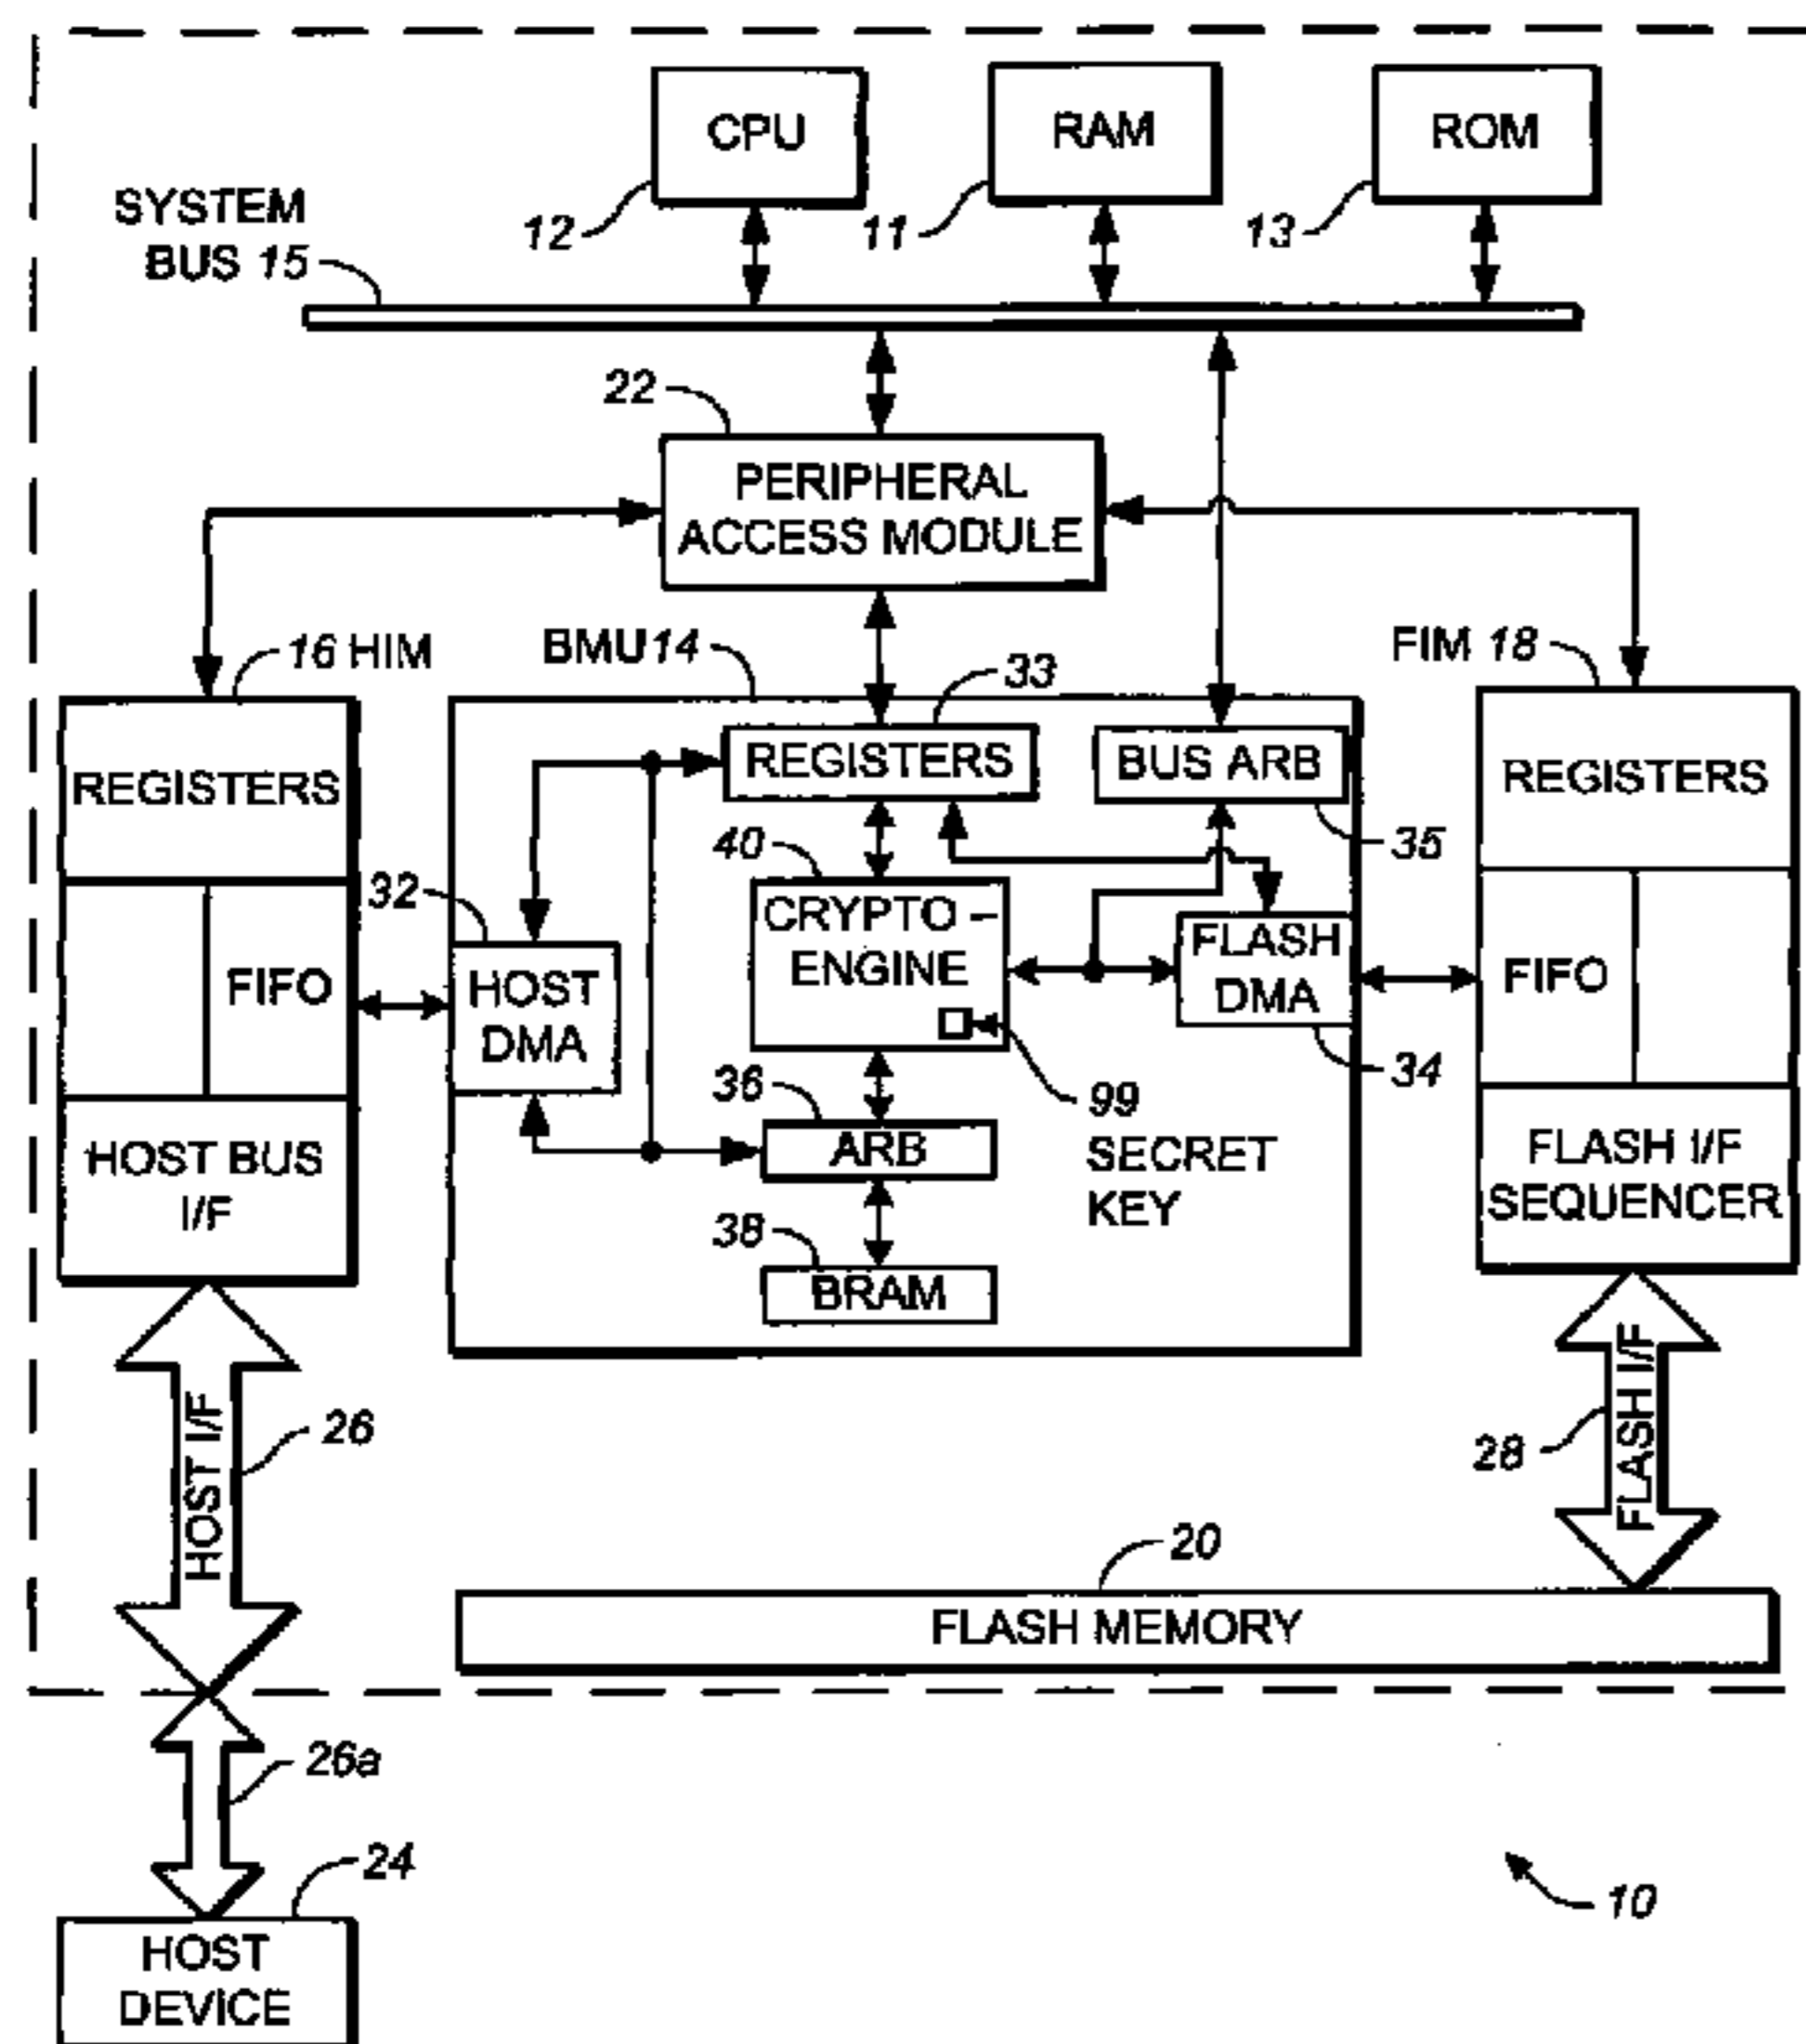 CPU
RAM
ROM
SYSTEM
BUS 15
12
11
13
22
PERIPHERAL
ACCESS MODULE
16 HIM
BMU 14
33
FIM 18
REGISTERS
REGISTERS
BUS ARB
REGISTERS
40
35
32
CRYPTO –
ENGINE
FLASH
DMA
FIFO
HOST
DMA
FIFO
36
99
SECRET
KEY
34
ARB
HOST BUS
I/F
FLASH I/F
SEQUENCER
38
BRAM
HOST I/F
26
28
FLASH I/F
20
FLASH MEMORY
26a
24
10
HOST
DEVICE